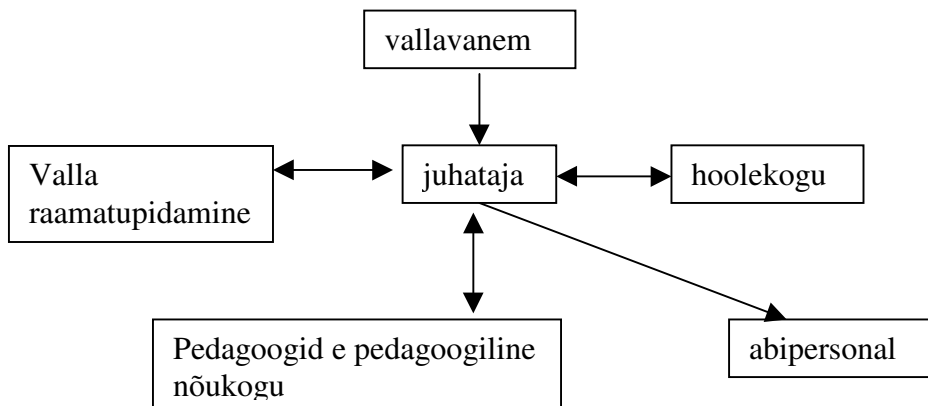 vallavanem
Valla
raamatupidamine
juhataja
hoolekogu
Pedagoogid e pedagoogiline
nõukogu
abipersonal